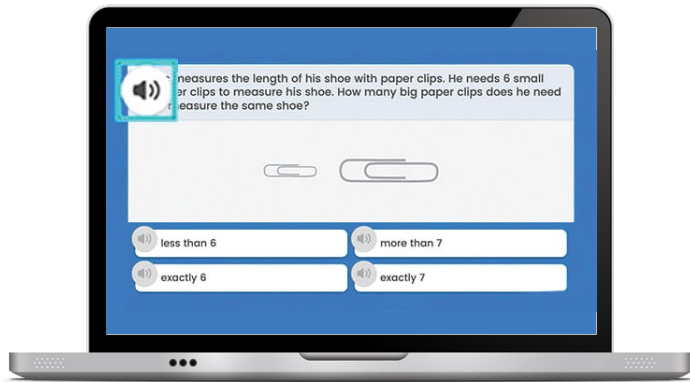 measures the length of his shoe with paper clips. He needs 6 small
clips to measure his shoe. How many big paper clips does he need
measure the same shoe?
less than 6
more than 7
exactly 6
exactly 7